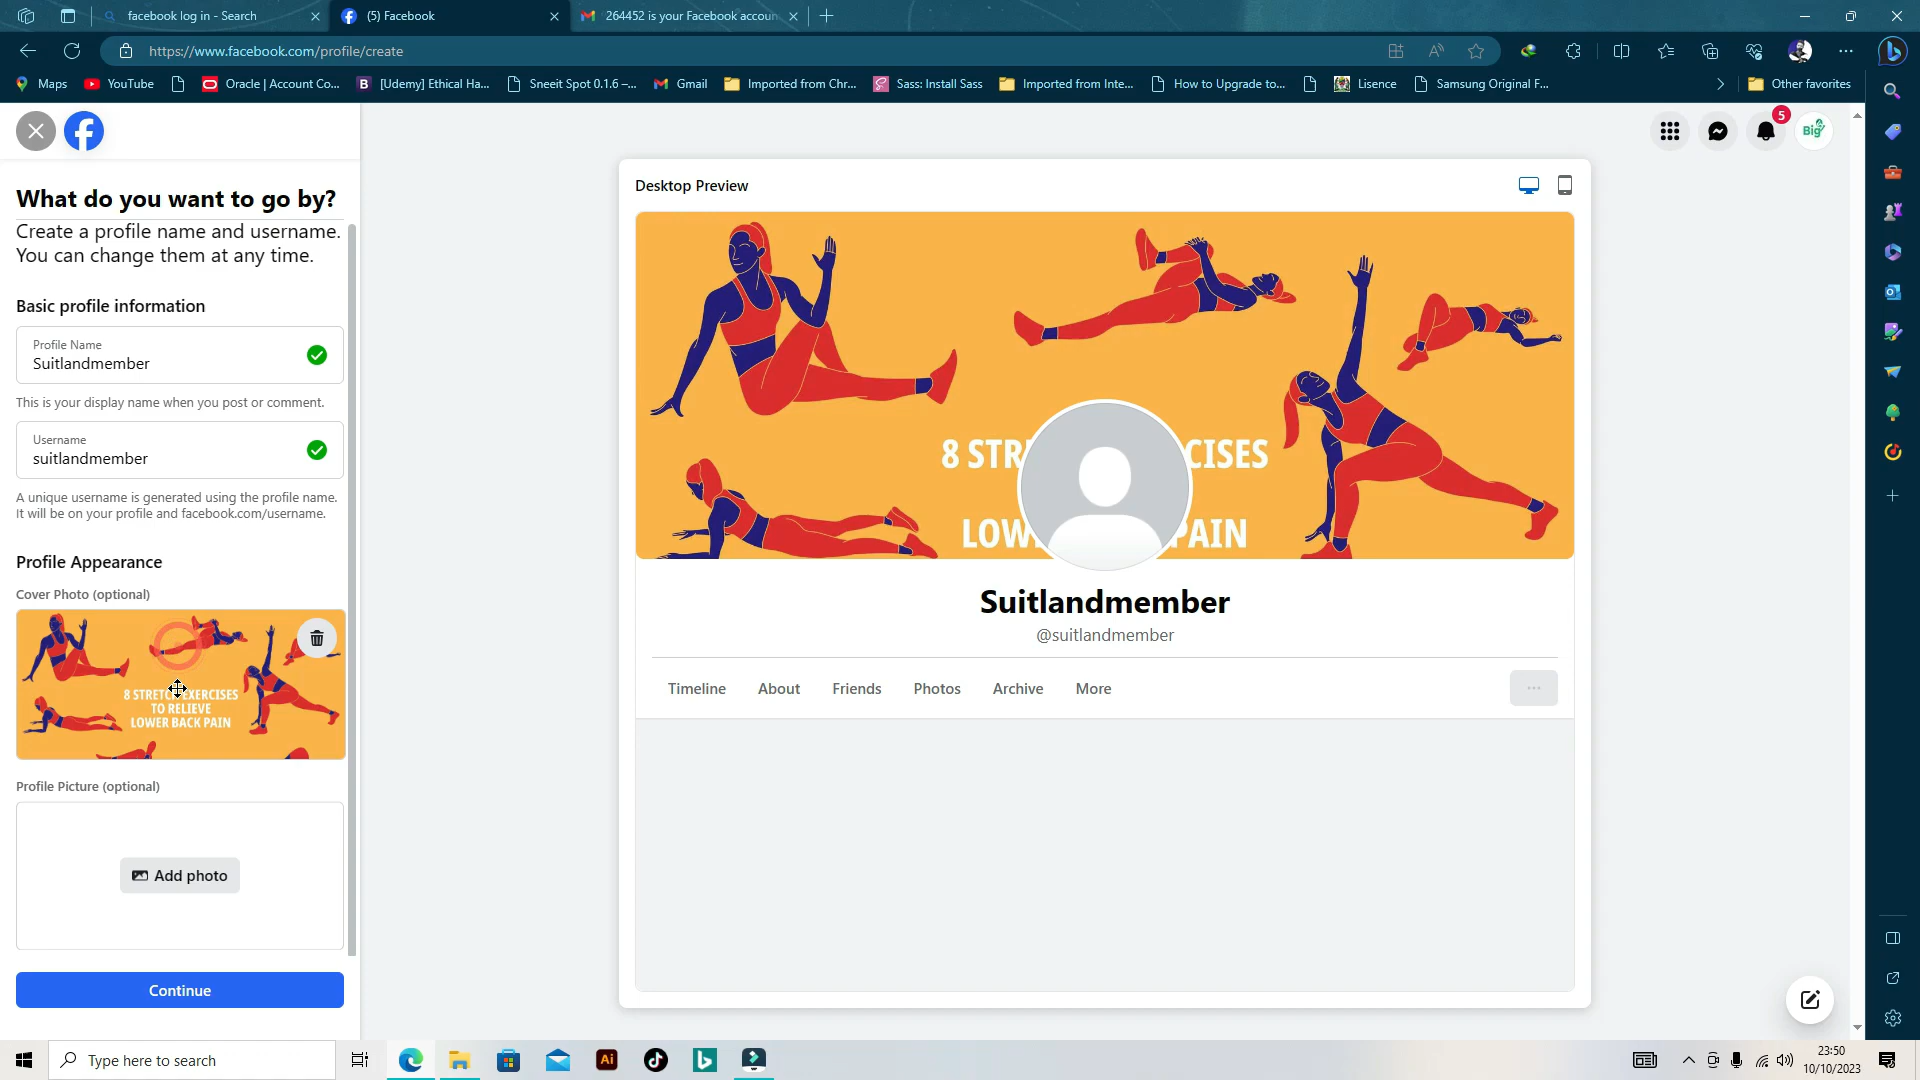 facebook log in - Search
(5) Facebook
264452 is your Facebook accoun
https://www.facebook.com/profile/create
Maps
YouTube
Oracle | Account Co...
[Udemy] Ethical Ha...
Sneeit Spot 0.1.6 –...
Gmail
Imported from Chr...
Sass: Install Sass
Imported from Inte...
How to Upgrade to...
Lisence
Samsung Original F...
Other favorites
What do you want to go by?
Create a profile name and username.
You can change them at any time.
Basic profile information
Profile Name
Suitlandmember
This is your display name when you post or comment.
Username
suitlandmember
A unique username is generated using the profile name.
It will be on your profile and facebook.com/username.
Profile Appearance
Cover Photo (optional)
8 STRETCH EXERCISES
TO RELIEVE
LOWER BACK PAIN
Profile Picture (optional)
Add photo
Continue
5
Big
Desktop Preview
8 STR CISES
LOW PAIN
Suitlandmember
@suitlandmember
Timeline
About
Friends
Photos
Archive
More
Type here to search
Ai
23:50
10/10/2023